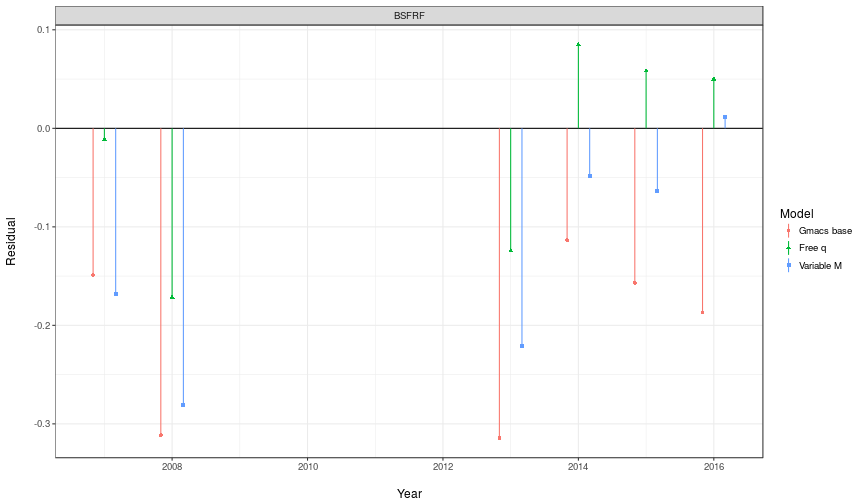 BSFRF
0.1
0.0
-0.1
-0.2
-0.3
Residual
2008 2010 2012 2014 2016
Year
Model
Gmacs base
Free q
Variable M